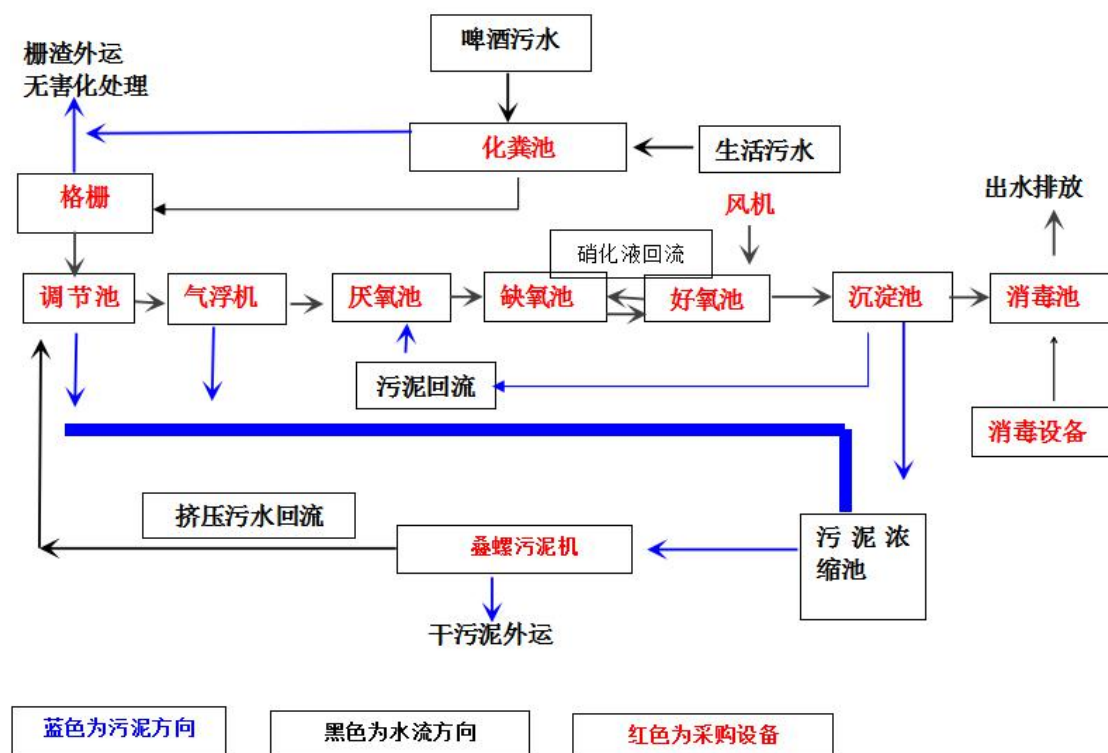 啤酒污水
栅渣外运
无害化处理
化粪池
生活污水
格栅
风机
出水排放
硝化液回流
调节池
气浮机
厌氧池
缺氧池
好氧池
沉淀池
消毒池
污泥回流
消毒设备
挤压污水回流
叠螺污泥机
污泥浓
缩池
干污泥外运
蓝色为污泥方向
黑色为水流方向
红色为采购设备